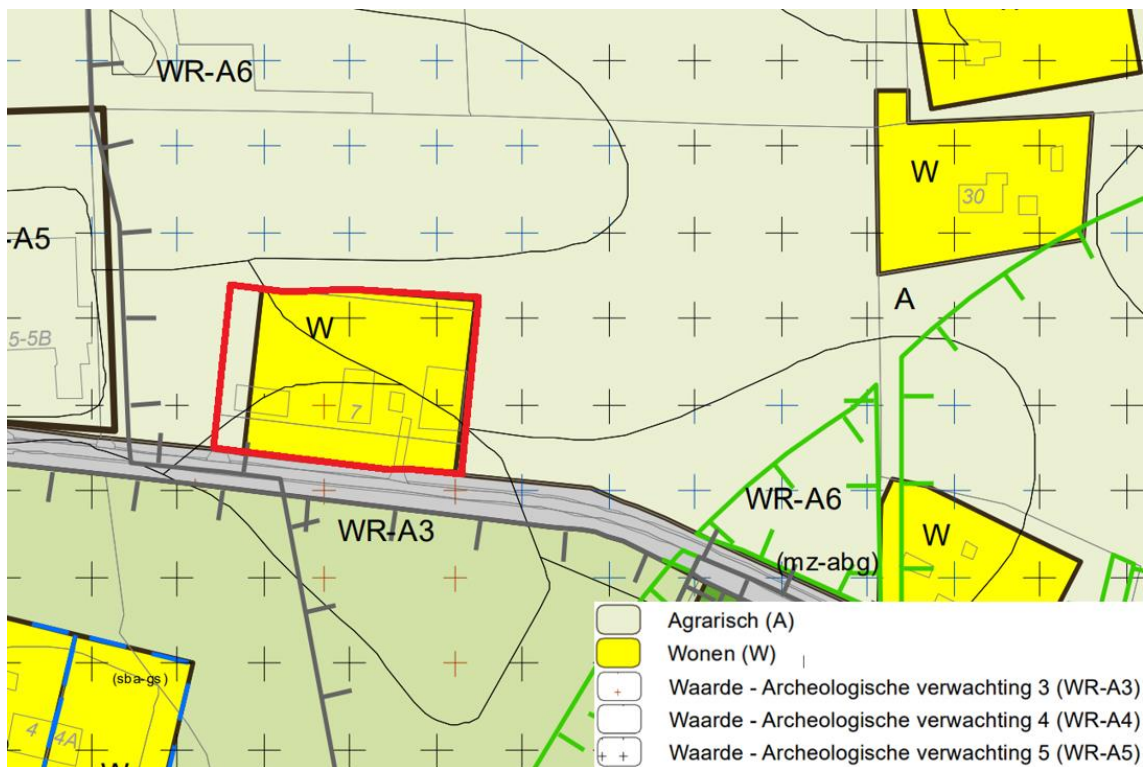 WR-A6
W
30
-A5
W
A
5-5B
7
WR-A6
WR-A3
W
(mz-abg)
Agrarisch (A)
Wonen (W)
(sba-gs)
Waarde - Archeologische verwachting 3 (WR-A3)
4
4A
Waarde - Archeologische verwachting 4 (WR-A4)
Waarde - Archeologische verwachting 5 (WR-A5)
W